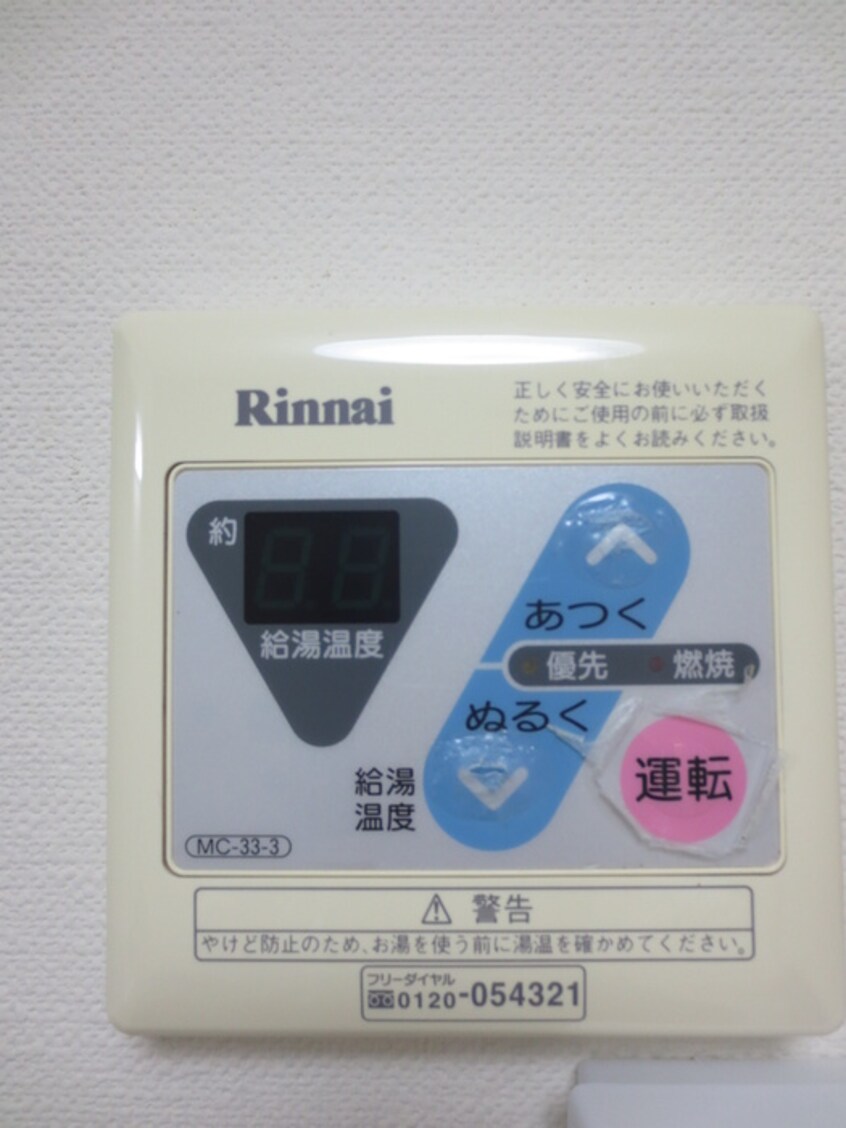 Rinnai
正しく安全にお使いいただく
ためにご使用の前に必ず取扱
説明書をよくお読みください。
約
給湯温度
あつく
優先 燃焼
ぬるく
給湯
温度
運転
MC-33-3
警告
やけど防止のため、お湯を使う前に湯温を確かめてください。
フリーダイヤル
0120-054321